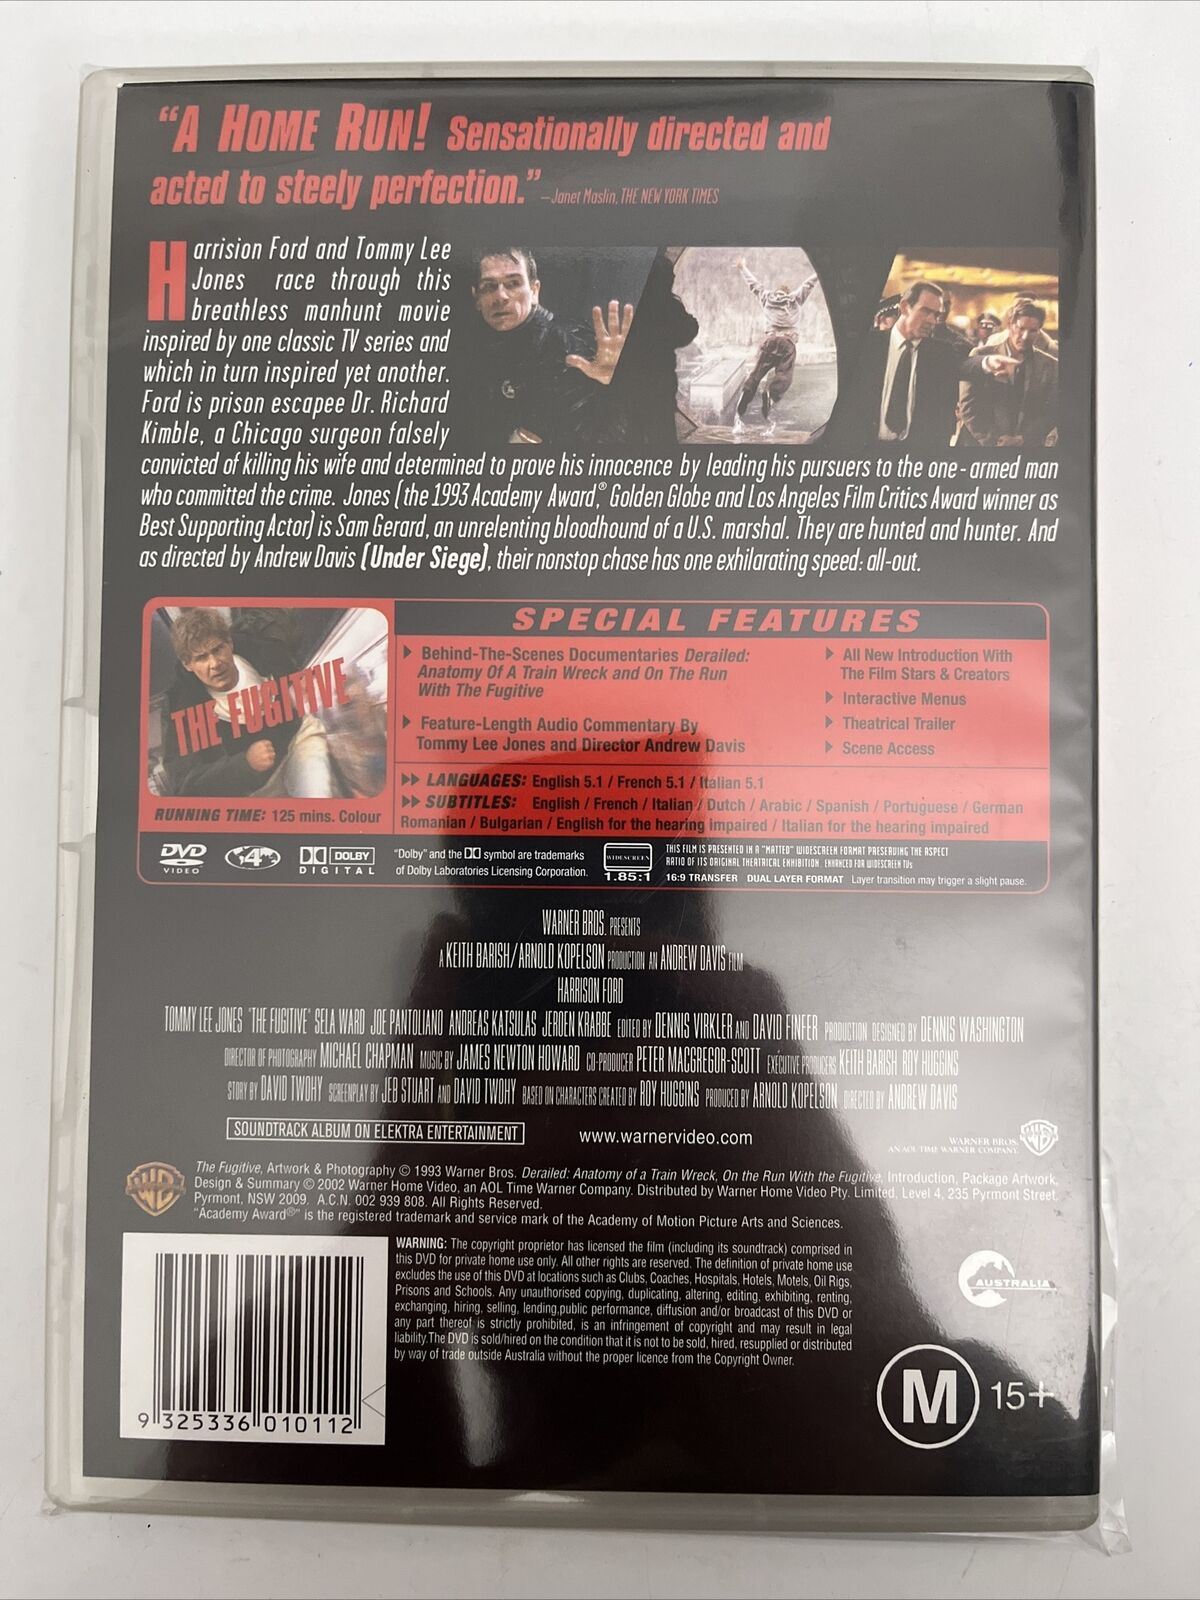 “A HOME RUN! Sensationally directed and
acted to steely perfection.” –Janet Maslin, THE NEW YORK TIMES
Harrision Ford and Tommy Lee
Jones race through this
breathless manhunt movie
inspired by one classic TV series and
which in turn inspired yet another.
Ford is prison escapee Dr. Richard
Kimble, a Chicago surgeon falsely
convicted of killing his wife and determined to prove his innocence by leading his pursuers to the one-armed man
who committed the crime. Jones (the 1993 Academy Award,® Golden Globe and Los Angeles Film Critics Award winner as
Best Supporting Actor) is Sam Gerard, an unrelenting bloodhound of a U.S. marshal. They are hunted and hunter. And
as directed by Andrew Davis (Under Siege), their nonstop chase has one exhilarating speed: all-out.
SPECIAL FEATURES
THE FUGITIVE
Behind-The-Scenes Documentaries Derailed:
Anatomy Of A Train Wreck and On The Run
With The Fugitive
Feature-Length Audio Commentary By
Tommy Lee Jones and Director Andrew Davis
All New Introduction With
The Film Stars & Creators
Interactive Menus
Theatrical Trailer
Scene Access
LANGUAGES: English 5.1 / French 5.1 / Italian 5.1
SUBTITLES: English / French / Italian / Dutch / Arabic / Spanish / Portuguese / German
Romanian / Bulgarian / English for the hearing impaired / Italian for the hearing impaired
RUNNING TIME: 125 mins. Colour
DVD VIDEO
4
DOLBY DIGITAL
“Dolby” and the DD symbol are trademarks
of Dolby Laboratories Licensing Corporation.
WIDESCREEN
1.85:1
THIS FILM IS PRESENTED IN A "MATTED" WIDESCREEN FORMAT PRESERVING THE ASPECT
RATIO OF ITS ORIGINAL THEATRICAL EXHIBITION. ENHANCED FOR WIDESCREEN TVs
16:9 TRANSFER DUAL LAYER FORMAT Layer transition may trigger a slight pause.
WARNER BROS. PRESENTS
A KEITH BARISH/ARNOLD KOPELSON PRODUCTION AN ANDREW DAVIS FILM
HARRISON FORD
TOMMY LEE JONES "THE FUGITIVE" SELA WARD JOE PANTOLIANO ANDREAS KATSULAS JEROEN KRABBE EDITED BY DENNIS VIRKLER AND DAVID FINFER PRODUCTION DESIGNED BY DENNIS WASHINGTON
DIRECTOR OF PHOTOGRAPHY MICHAEL CHAPMAN MUSIC BY JAMES NEWTON HOWARD CO-PRODUCER PETER MACGREGOR-SCOTT EXECUTIVE PRODUCERS KEITH BARISH ROY HUGGINS
STORY BY DAVID TWOHY SCREENPLAY BY JEB STUART AND DAVID TWOHY BASED ON CHARACTERS CREATED BY ROY HUGGINS PRODUCED BY ARNOLD KOPELSON DIRECTED BY ANDREW DAVIS
SOUNDTRACK ALBUM ON ELEKTRA ENTERTAINMENT
www.warnervideo.com
WARNER BROS.
AN AOL TIME WARNER COMPANY.
WB
The Fugitive, Artwork & Photography © 1993 Warner Bros. Derailed: Anatomy of a Train Wreck, On the Run With the Fugitive, Introduction, Package Artwork,
Design & Summary © 2002 Warner Home Video, an AOL Time Warner Company. Distributed by Warner Home Video Pty. Limited, Level 4, 235 Pyrmont Street,
Pyrmont, NSW 2009. A.C.N. 002 939 808. All Rights Reserved.
"Academy Award®" is the registered trademark and service mark of the Academy of Motion Picture Arts and Sciences.
WARNING: The copyright proprietor has licensed the film (including its soundtrack) comprised in
this DVD for private home use only. All other rights are reserved. The definition of private home use
excludes the use of this DVD at locations such as Clubs, Coaches, Hospitals, Hotels, Motels, Oil Rigs,
Prisons and Schools. Any unauthorised copying, duplicating, altering, editing, exhibiting, renting,
exchanging, hiring, selling, lending,public performance, diffusion and/or broadcast of this DVD or
any part thereof is strictly prohibited, is an infringement of copyright and may result in legal
liability.The DVD is sold/hired on the condition that it is not to be sold, hired, resupplied or distributed
by way of trade outside Australia without the proper licence from the Copyright Owner.
9 325336 010112
AUSTRALIA
M 15+